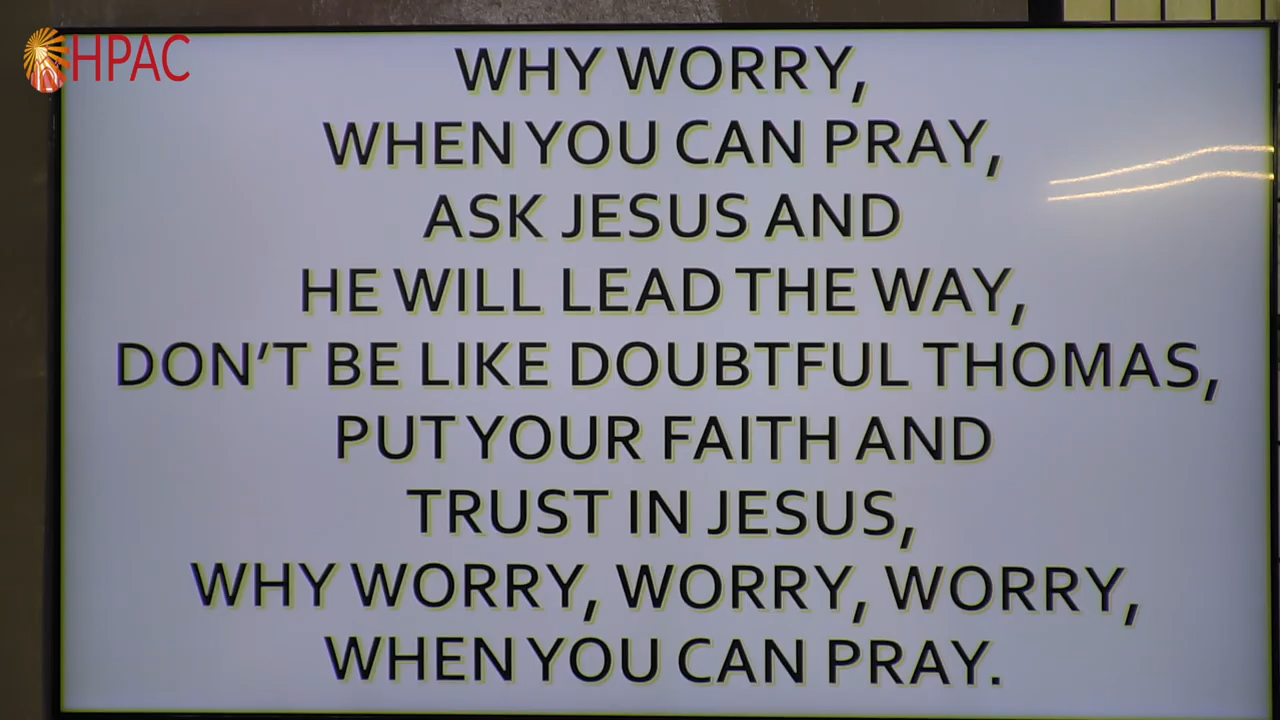 HPAC
WHY WORRY,
WHEN YOU CAN PRAY,
ASK JESUS AND
HE WILL LEAD THE WAY,
DON'T BE LIKE DOUBTFUL THOMAS,
PUT YOUR FAITH AND
TRUST IN JESUS,
WHY WORRY, WORRY, WORRY,
WHEN YOU CAN PRAY.